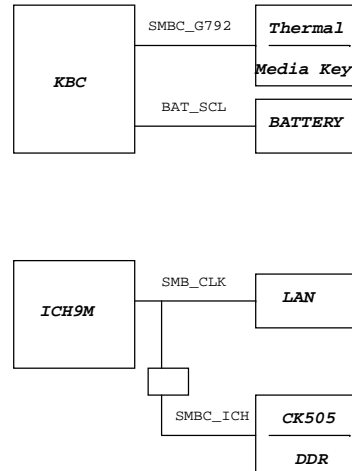 SMBC_G792
Thermal
KBC
Media Key
BAT_SCL
BATTERY
SMB_CLK
LAN
ICH9M
SMBC_ICH
CK505
DDR